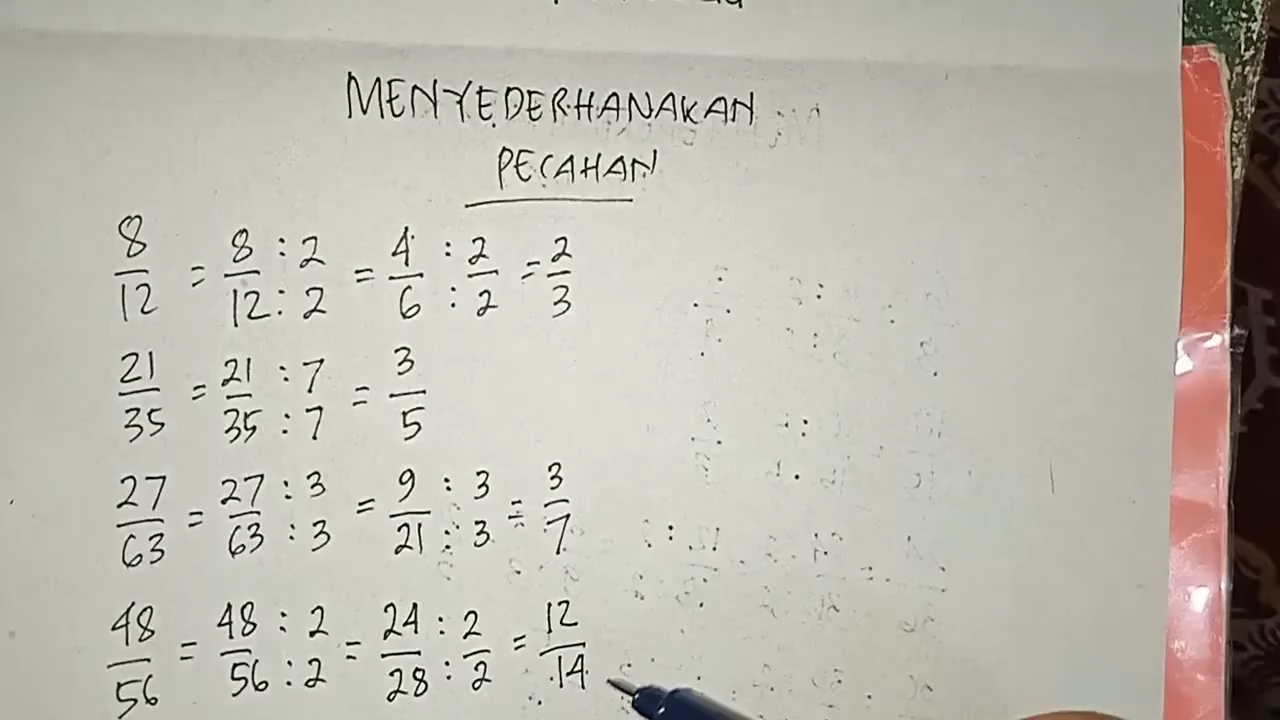 MENYEDERHANAKAN
PECAHAN
8/12 = 8:2/12:2 = 4:2/6:2 = 2/3
21/35 = 21:7/35:7 = 3/5
27/63 = 27:3/63:3 = 9:3/21:3 = 3/7
48/56 = 48:2/56:2 = 24:2/28:2 = 12/14